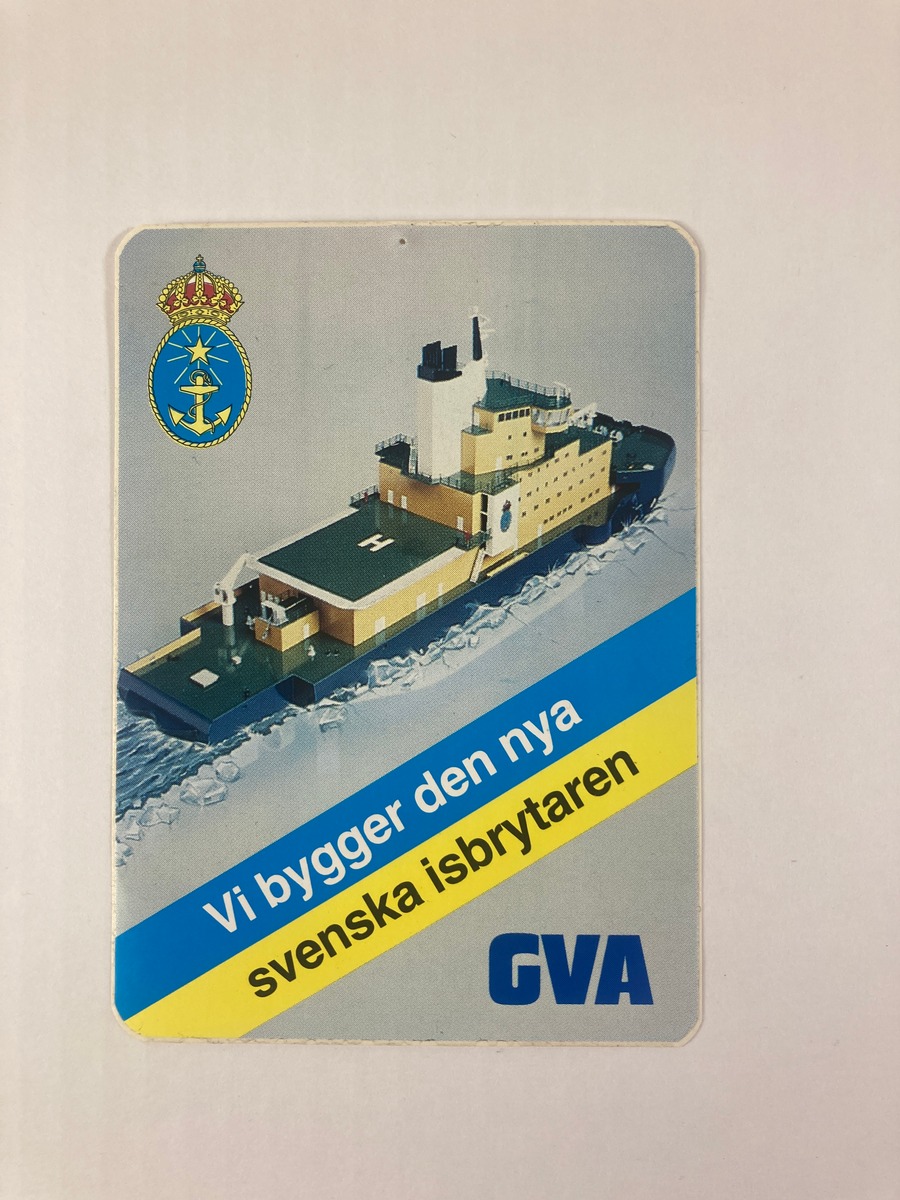 H
Vi bygger den nya
svenska isbrytaren
GVA